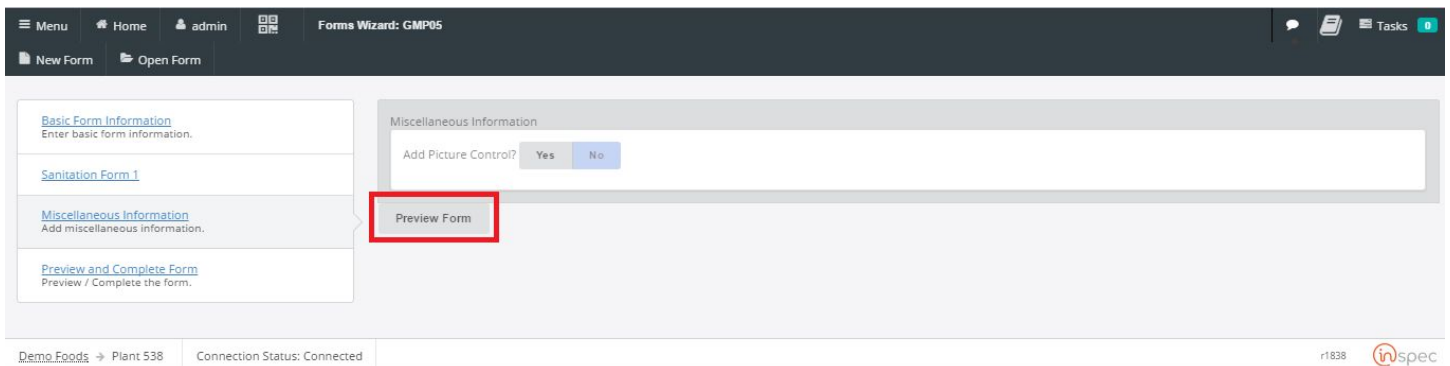 Menu Home admin Forms Wizard: GMP05 Tasks 0
New Form Open Form
Basic Form Information
Enter basic form information.
Sanitation Form 1
Miscellaneous Information
Add miscellaneous information.
Preview and Complete Form
Preview / Complete the form.
Miscellaneous Information
Add Picture Control? Yes No
Preview Form
Demo Foods → Plant 538 Connection Status: Connected r1838 inspec